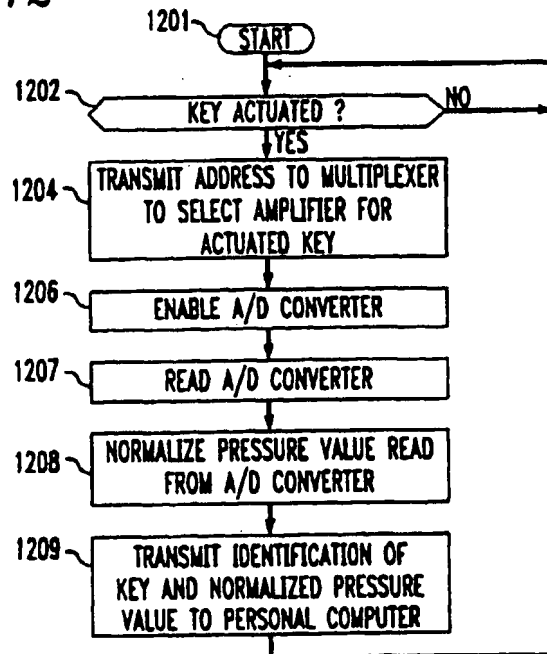 1201
START
1202
KEY ACTUATED ?
NO
YES
1204
TRANSMIT ADDRESS TO MULTIPLEXER
TO SELECT AMPLIFIER FOR
ACTUATED KEY
1206
ENABLE A/D CONVERTER
1207
READ A/D CONVERTER
1208
NORMALIZE PRESSURE VALUE READ
FROM A/D CONVERTER
1209
TRANSMIT IDENTIFICATION OF
KEY AND NORMALIZED PRESSURE
VALUE TO PERSONAL COMPUTER